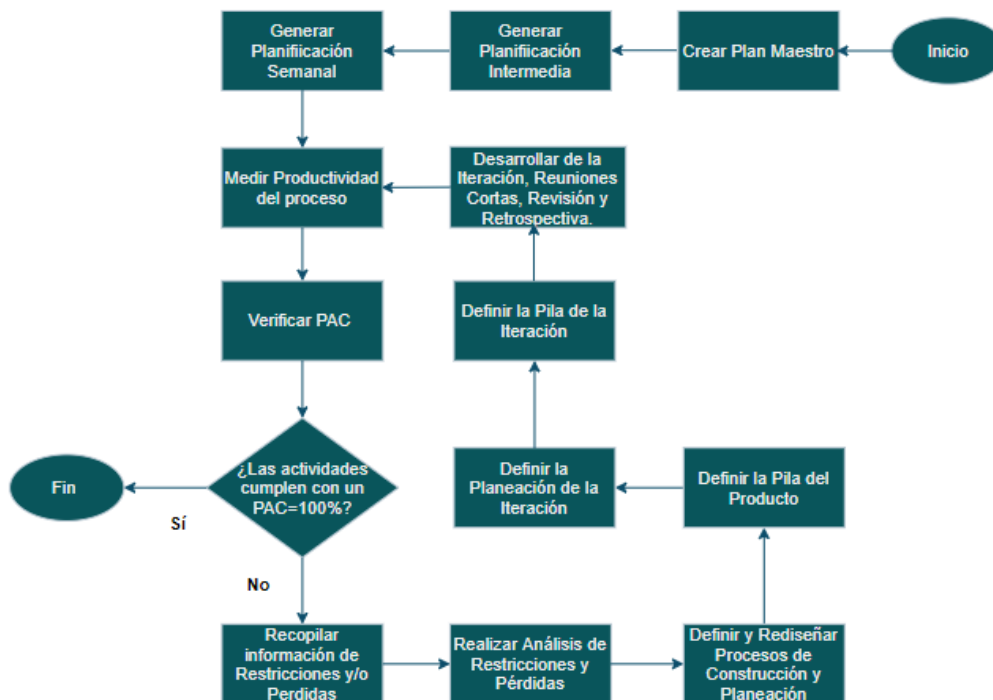 Inicio
Crear Plan Maestro
Generar
Planifiicación
Intermedia
Generar
Planifiicación
Semanal
Medir Productividad
del proceso
Verificar PAC
¿Las actividades
cumplen con un
PAC=100%?
Sí
Fin
No
Recopilar
información de
Restricciones y/o
Perdidas
Realizar Análisis de
Restricciones y
Pérdidas
Definir y Rediseñar
Procesos de
Construcción y
Planeación
Definir la Pila del
Producto
Definir la
Planeación de la
Iteración
Definir la Pila de la
Iteración
Desarrollar de la
Iteración, Reuniones
Cortas, Revisión y
Retrospectiva.